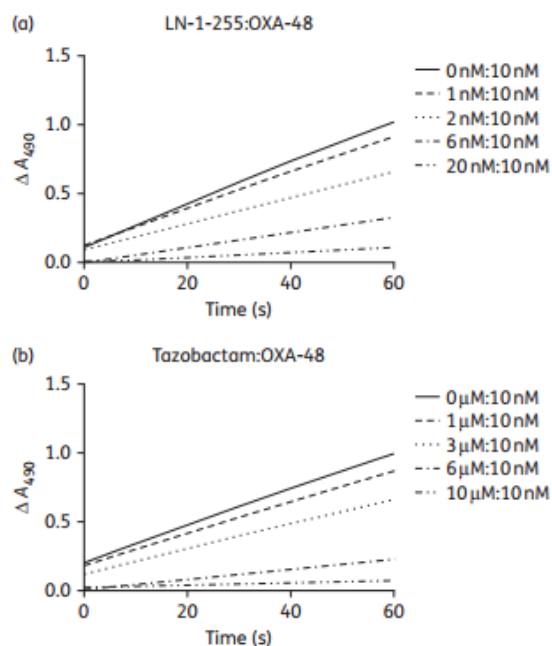 (a) LN-1-255:OXA-48
0 nM:10 nM
1 nM:10 nM
2 nM:10 nM
6 nM:10 nM
20 nM:10 nM
Δ A490
1.5
1.0
0.5
0.0
0 20 40 60
Time (s)
(b) Tazobactam:OXA-48
0 μM:10 nM
1 μM:10 nM
3 μM:10 nM
6 μM:10 nM
10 μM:10 nM
Δ A490
1.5
1.0
0.5
0.0
0 20 40 60
Time (s)